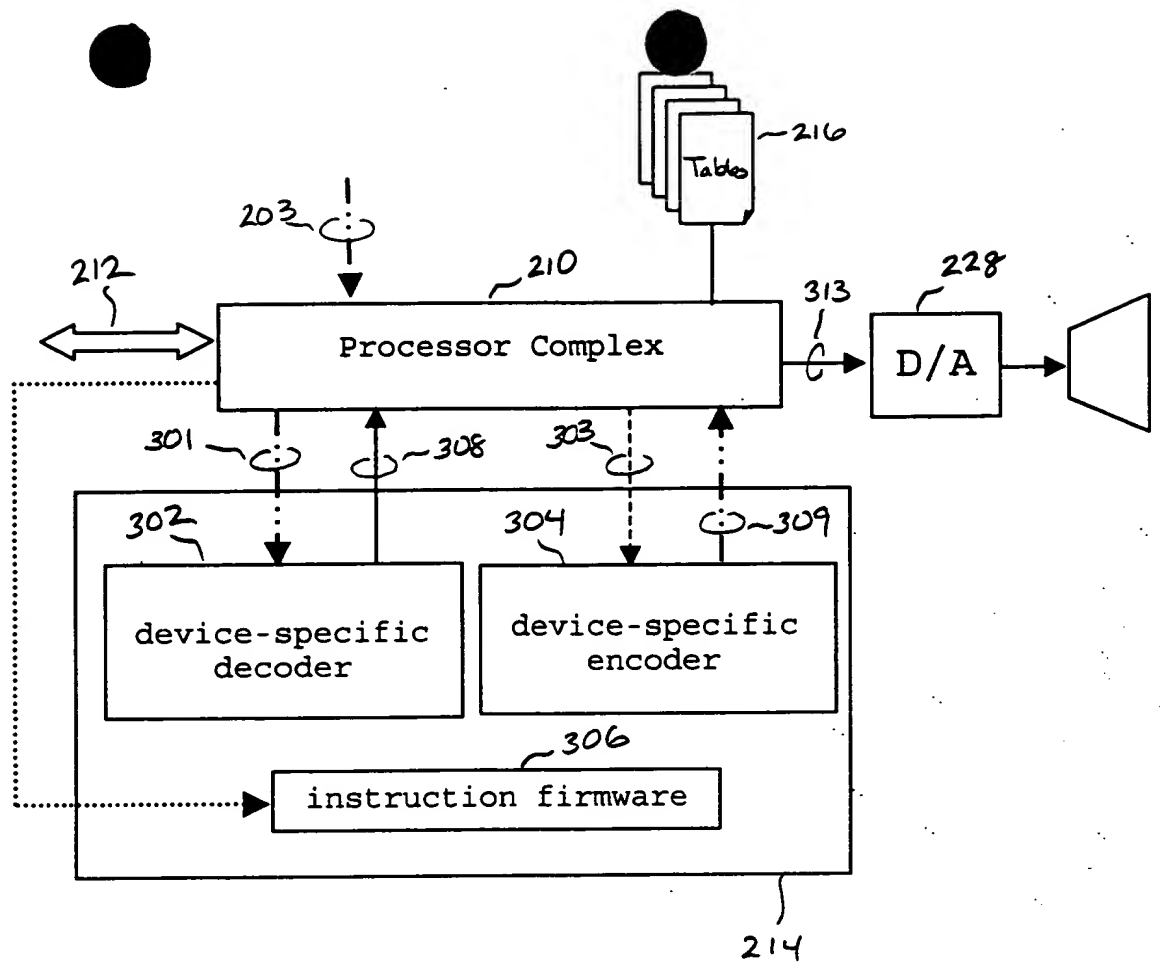 216
Tables
203
212
210
228
313
Processor Complex
D/A
301
308
303
302
304
309
device-specific
decoder
device-specific
encoder
306
instruction firmware
214